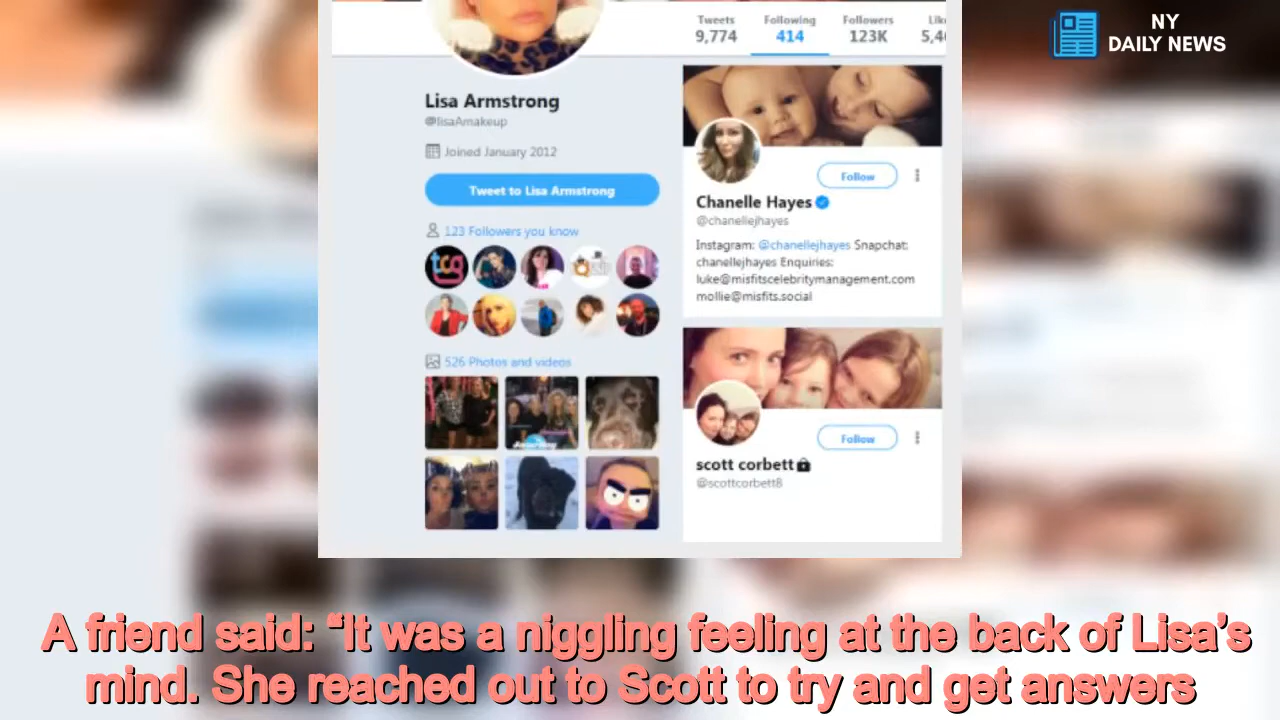 NY
DAILY NEWS
Tweets
Following
Followers
9,774
414
123K
Lisa Armstrong
@lisaAmakeup
Joined January 2012
Tweet to Lisa Armstrong
123 Followers you know
tcg
526 Photos and videos
Follow
Chanelle Hayes
@chanellejhayes
Instagram: @chanellejhayes Snapchat:
chanellejhayes Enquiries:
luke@misfitscelebritymanagement.com
mollie@misfits.social
Follow
scott corbett
@scottcorbett8
A friend said: “It was a niggling feeling at the back of Lisa’s
mind. She reached out to Scott to try and get answers